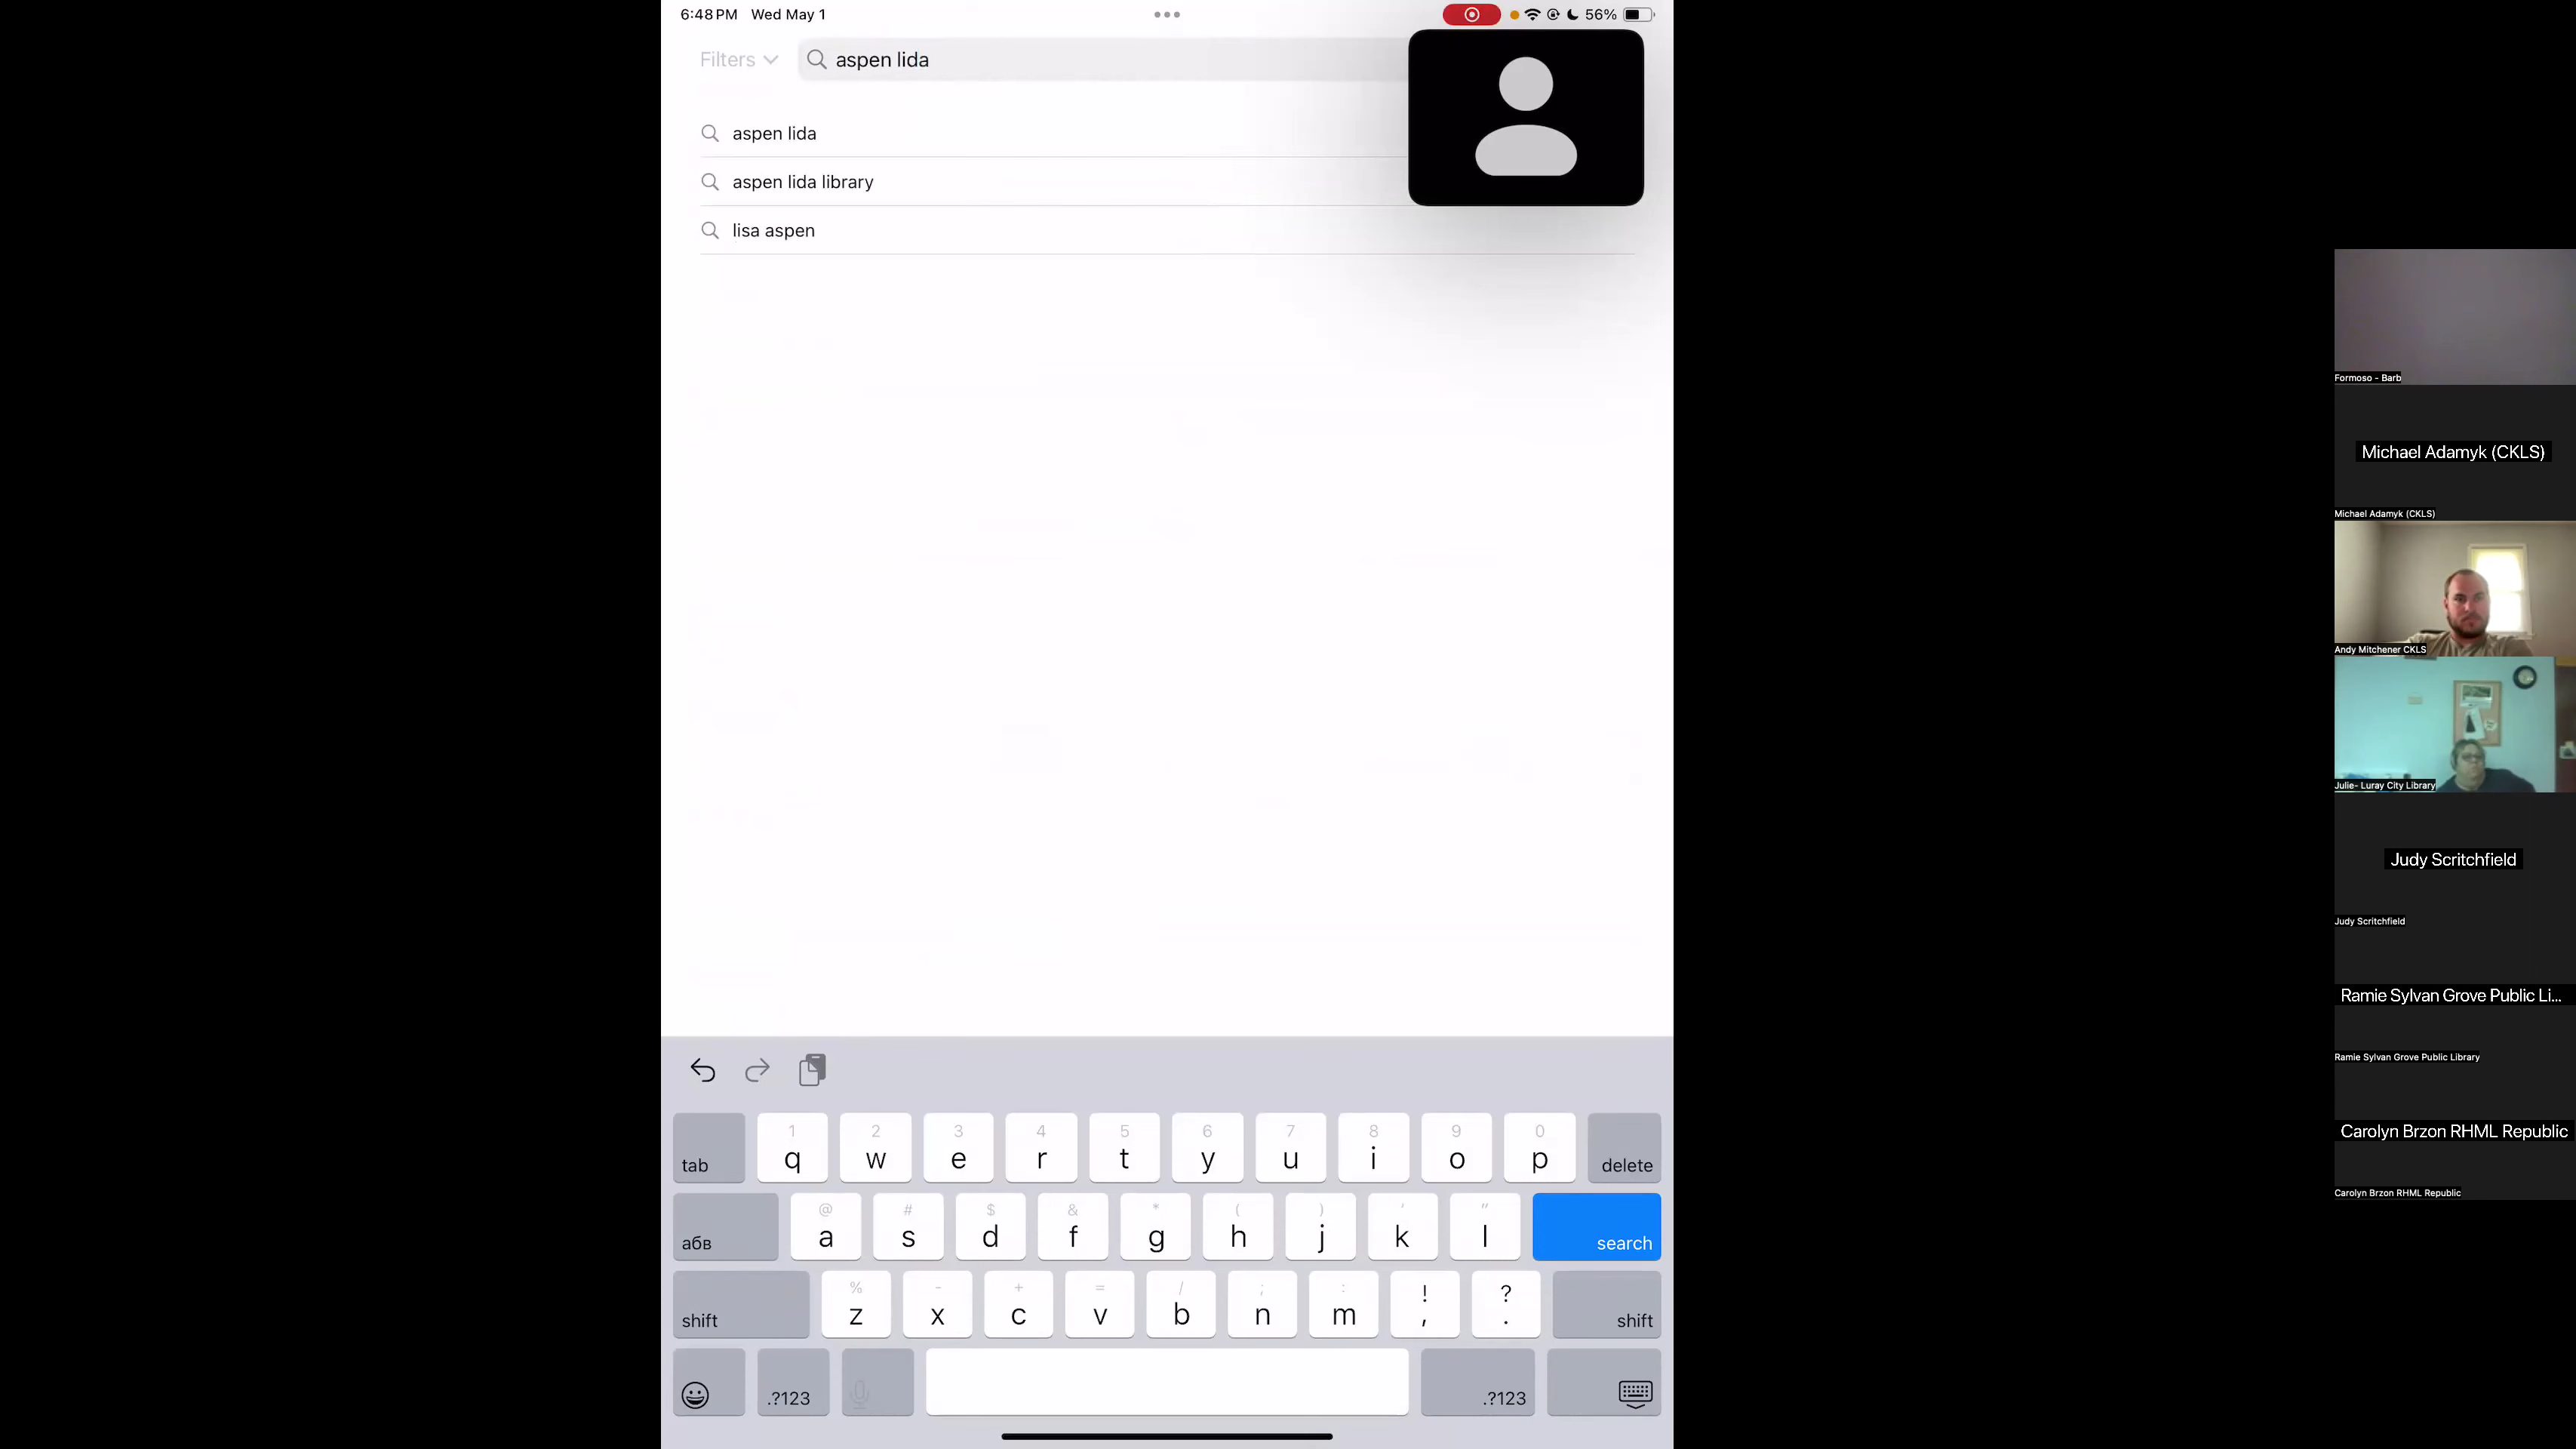 6:48 PM Wed May 1
56%
Filters
aspen lida
aspen lida
aspen lida library
lisa aspen
Formoso - Barb
Michael Adamyk (CKLS)
Michael Adamyk (CKLS)
Andy Mitchener CKLS
Julie- Luray City Library
Judy Scritchfield
Judy Scritchfield
Ramie Sylvan Grove Public Li...
Ramie Sylvan Grove Public Library
Carolyn Brzon RHML Republic
Carolyn Brzon RHML Republic
1 2 3 4 5 6 7 8 9 0
tab q w e r t y u i o p delete
@ # $ & * ( ) ' "
абв a s d f g h j k l search
% - + = / ; : ! ?
shift z x c v b n m , . shift
.?123 .?123